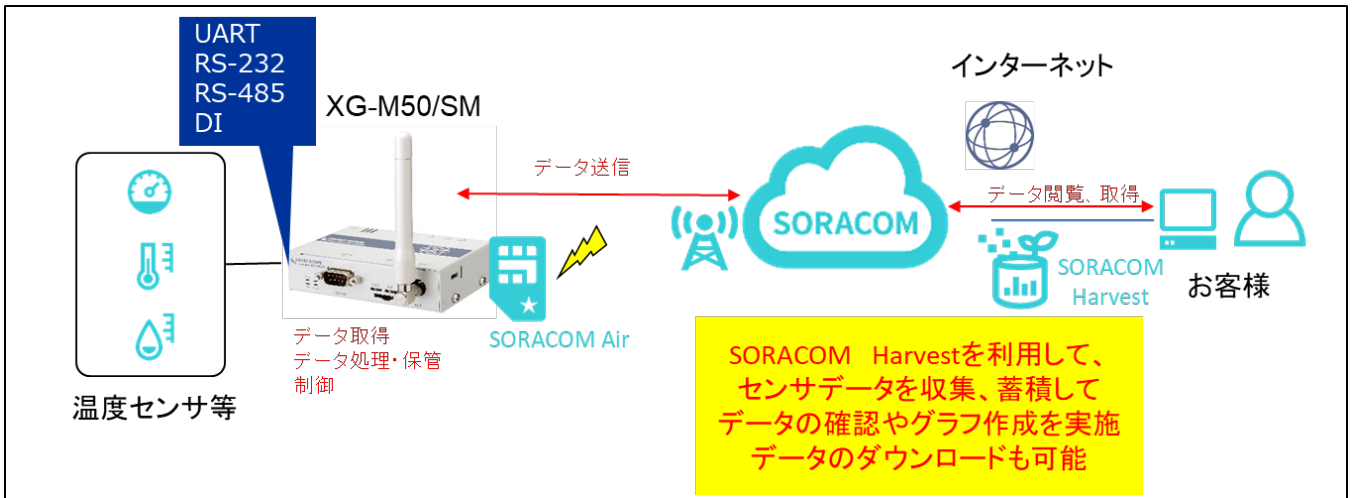 UART
RS-232
RS-485
DI
XG-M50/SM
インターネット
データ送信
データ閲覧、取得
SORACOM
SORACOM
Harvest
お客様
SORACOM Air
データ取得
データ処理・保管
制御
温度センサ等
SORACOM Harvestを利用して、
センサデータを収集、蓄積して
データの確認やグラフ作成を実施
データのダウンロードも可能